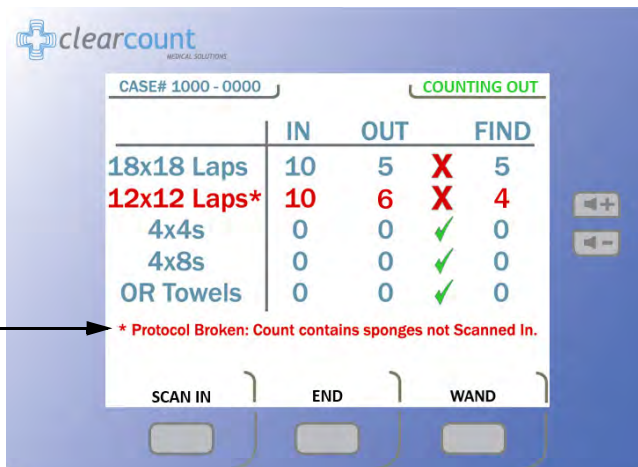 clearcount
MEDICAL SOLUTIONS
CASE# 1000 - 0000 COUNTING OUT
IN OUT FIND
18x18 Laps 10 5 X 5
12x12 Laps* 10 6 X 4
4x4s 0 0 ✓ 0
4x8s 0 0 ✓ 0
OR Towels 0 0 ✓ 0
* Protocol Broken: Count contains sponges not Scanned In.
SCAN IN END WAND